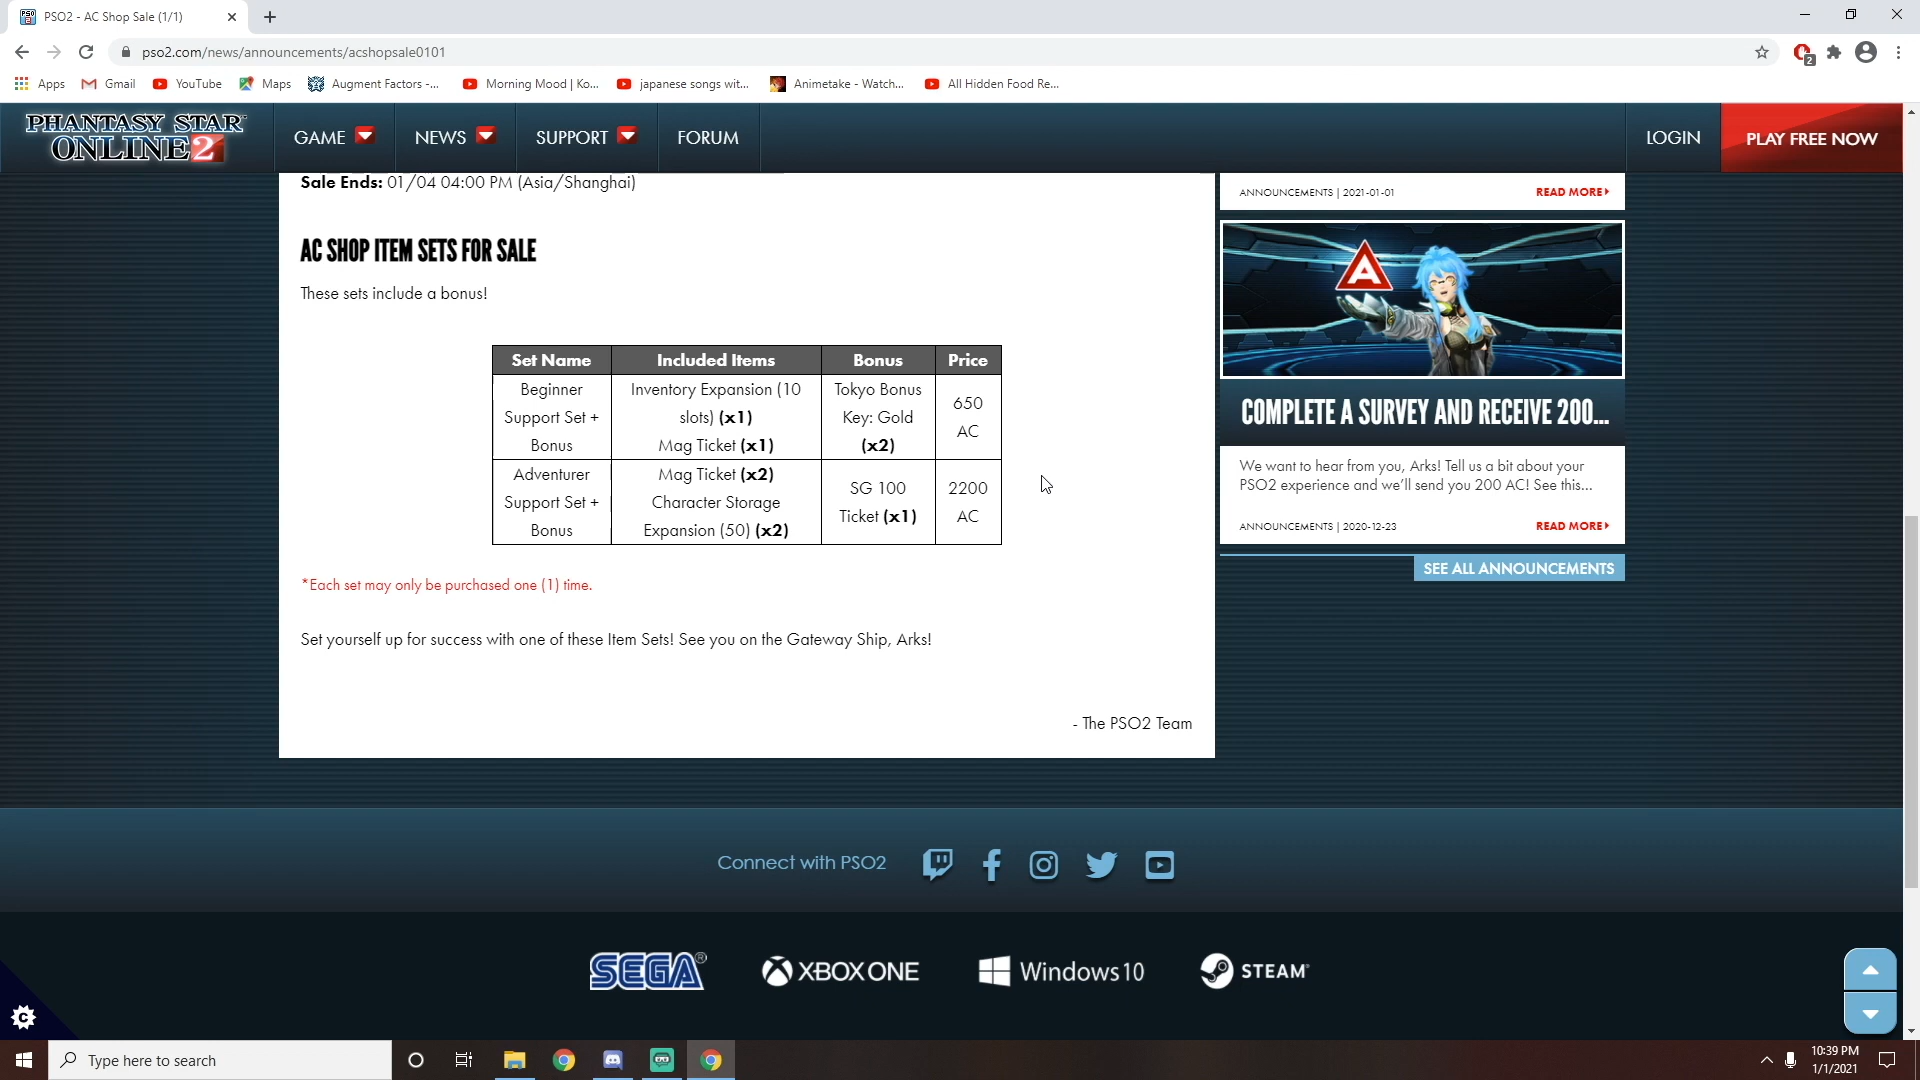 PSO2 - AC Shop Sale (1/1)
pso2.com/news/announcements/acshopsale0101
2
Apps
Gmail
YouTube
Maps
Augment Factors -...
Morning Mood | Ko...
japanese songs wit...
Animetake - Watch...
All Hidden Food Re...
PHANTASY STAR
ONLINE 2
GAME
NEWS
SUPPORT
FORUM
LOGIN
PLAY FREE NOW
Sale Ends: 01/04 04:00 PM (Asia/Shanghai)
AC SHOP ITEM SETS FOR SALE
These sets include a bonus!
Set Name Included Items Bonus Price
Beginner
Support Set +
Bonus
Inventory Expansion (10
slots) (x1)
Mag Ticket (x1)
Tokyo Bonus
Key: Gold
(x2)
650
AC
Adventurer
Support Set +
Bonus
Mag Ticket (x2)
Character Storage
Expansion (50) (x2)
SG 100
Ticket (x1)
2200
AC
*Each set may only be purchased one (1) time.
Set yourself up for success with one of these Item Sets! See you on the Gateway Ship, Arks!
- The PSO2 Team
ANNOUNCEMENTS | 2021-01-01
READ MORE
COMPLETE A SURVEY AND RECEIVE 200...
We want to hear from you, Arks! Tell us a bit about your
PSO2 experience and we'll send you 200 AC! See this...
ANNOUNCEMENTS | 2020-12-23
READ MORE
SEE ALL ANNOUNCEMENTS
Connect with PSO2
SEGA®
XBOX ONE
Windows 10
STEAM
Type here to search
10:39 PM
1/1/2021